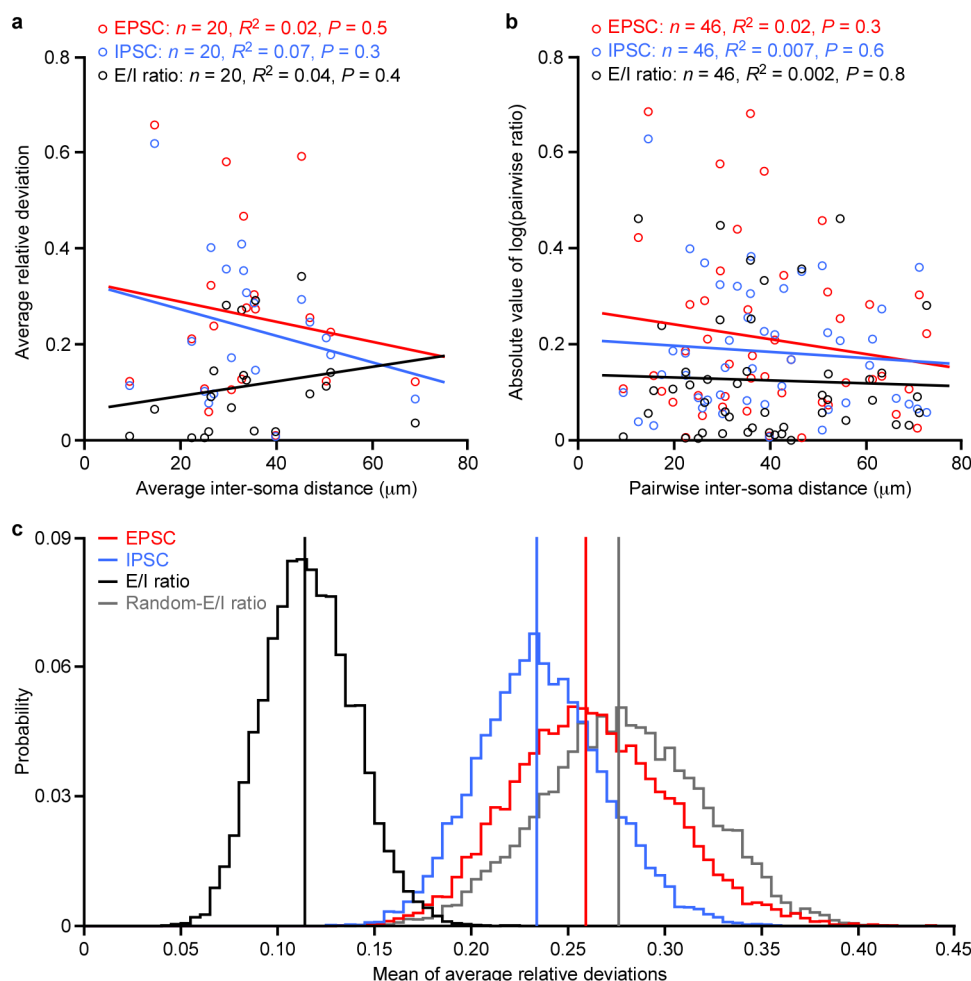 a
EPSC: n = 20, R² = 0.02, P = 0.5
IPSC: n = 20, R² = 0.07, P = 0.3
E/I ratio: n = 20, R² = 0.04, P = 0.4
0.8
0.6
0.4
0.2
0
Average relative deviation
0 20 40 60 80
Average inter-soma distance (μm)
b
EPSC: n = 46, R² = 0.02, P = 0.3
IPSC: n = 46, R² = 0.007, P = 0.6
E/I ratio: n = 46, R² = 0.002, P = 0.8
0.8
0.6
0.4
0.2
0
Absolute value of log(pairwise ratio)
0 20 40 60 80
Pairwise inter-soma distance (μm)
c
EPSC
IPSC
E/I ratio
Random-E/I ratio
0.09
0.06
0.03
0
Probability
0 0.05 0.10 0.15 0.20 0.25 0.30 0.35 0.40 0.45
Mean of average relative deviations